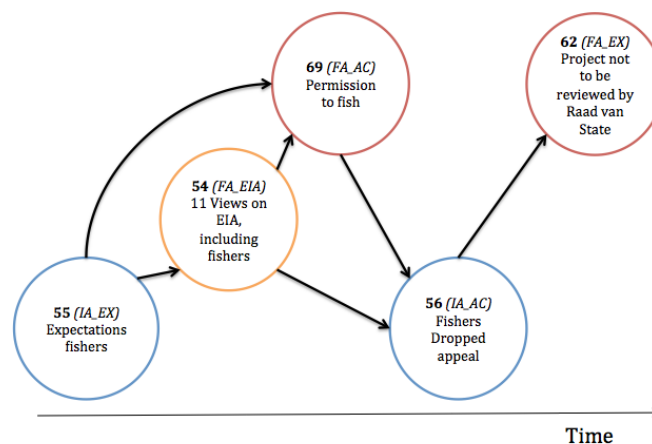 69 (FA_AC)
Permission
to fish
62 (FA_EX)
Project not
to be
reviewed by
Raad van
State
54 (FA_EIA)
11 Views on
EIA,
including
fishers
55 (IA_EX)
Expectations
fishers
56 (IA_AC)
Fishers
Dropped
appeal
Time